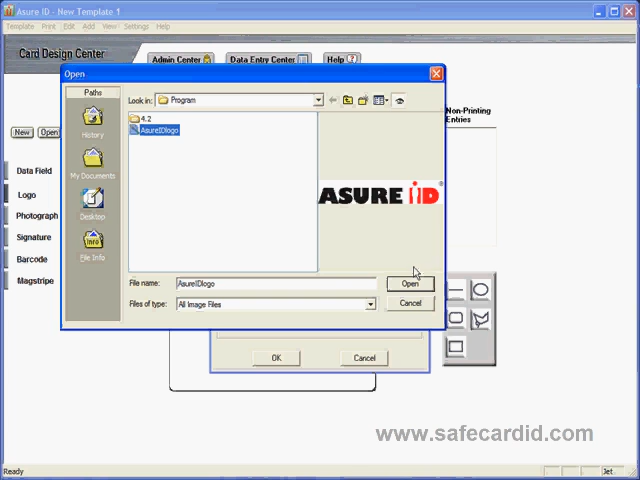 Asure ID - New Template 1
Template Print Edit Add View Settings Help
Card Design Center
Admin Center
Data Entry Center
Help
Open
Paths
Look in: Program
Non-Printing
Entries
4.2
AsureIDlogo
History
New
Open
My Documents
Data Field
ASURE iD®
Logo
Desktop
Photograph
Signature
File Info
Barcode
Magstripe
File name: AsureIDlogo
Open
Files of type: All Image Files
Cancel
OK
Cancel
www.safecardid.com
Ready
Jet